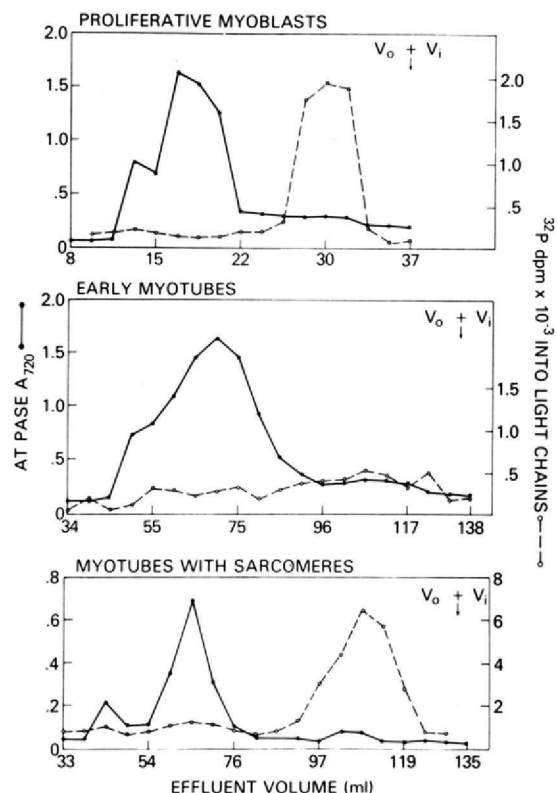 PROLIFERATIVE MYOBLASTS
2.0
1.5
1.0
.5
0
Vo + Vi
2.0
1.5
1.0
.5
8 15 22 30 37
EARLY MYOTUBES
2.0
1.5
1.0
.5
0
Vo + Vi
1.5
1.0
.5
34 55 75 96 117 138
MYOTUBES WITH SARCOMERES
.8
.6
.4
.2
0
Vo + Vi
8
6
4
2
33 54 76 97 119 135
EFFLUENT VOLUME (ml)
AT PASE A720
32P dpm x 10-3 INTO LIGHT CHAINS